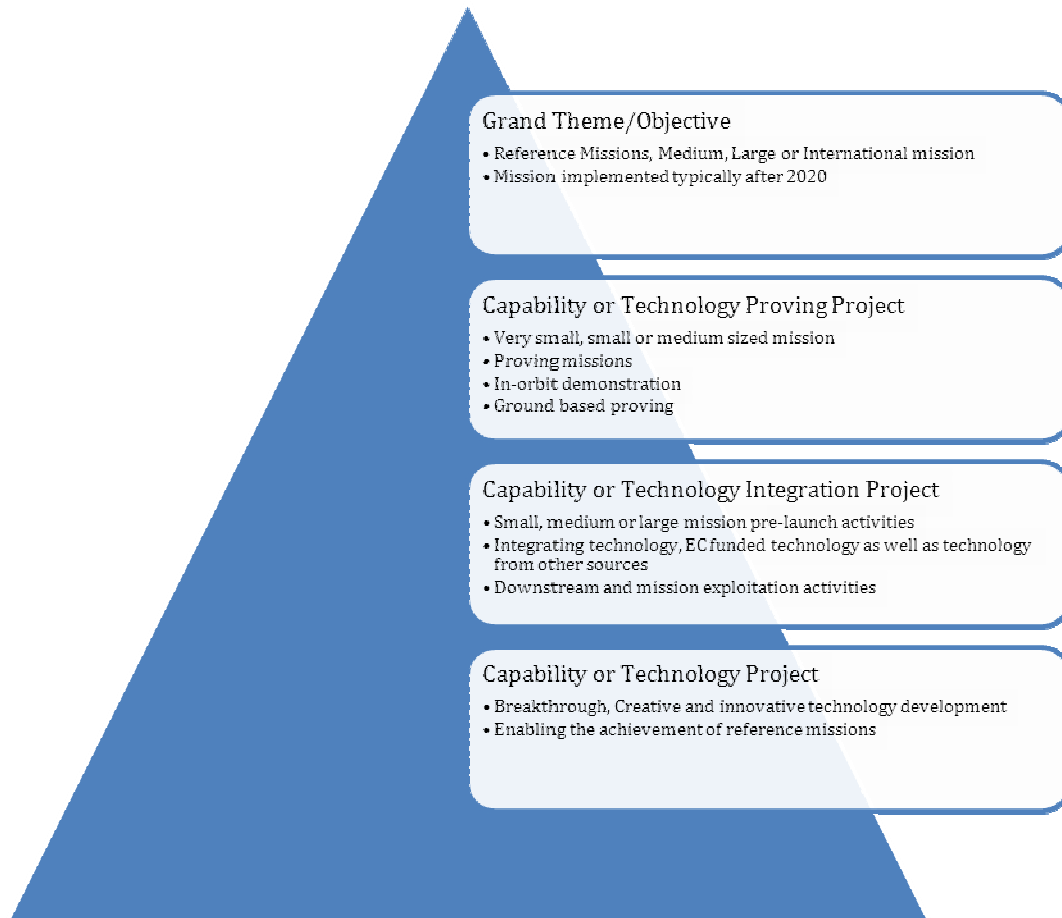 Grand Theme/Objective
• Reference Missions, Medium, Large or International mission
• Mission implemented typically after 2020
Capability or Technology Proving Project
• Very small, small or medium sized mission
• Proving missions
• In-orbit demonstration
• Ground based proving
Capability or Technology Integration Project
• Small, medium or large mission pre-launch activities
• Integrating technology, EC funded technology as well as technology
from other sources
• Downstream and mission exploitation activities
Capability or Technology Project
• Breakthrough, Creative and innovative technology development
• Enabling the achievement of reference missions